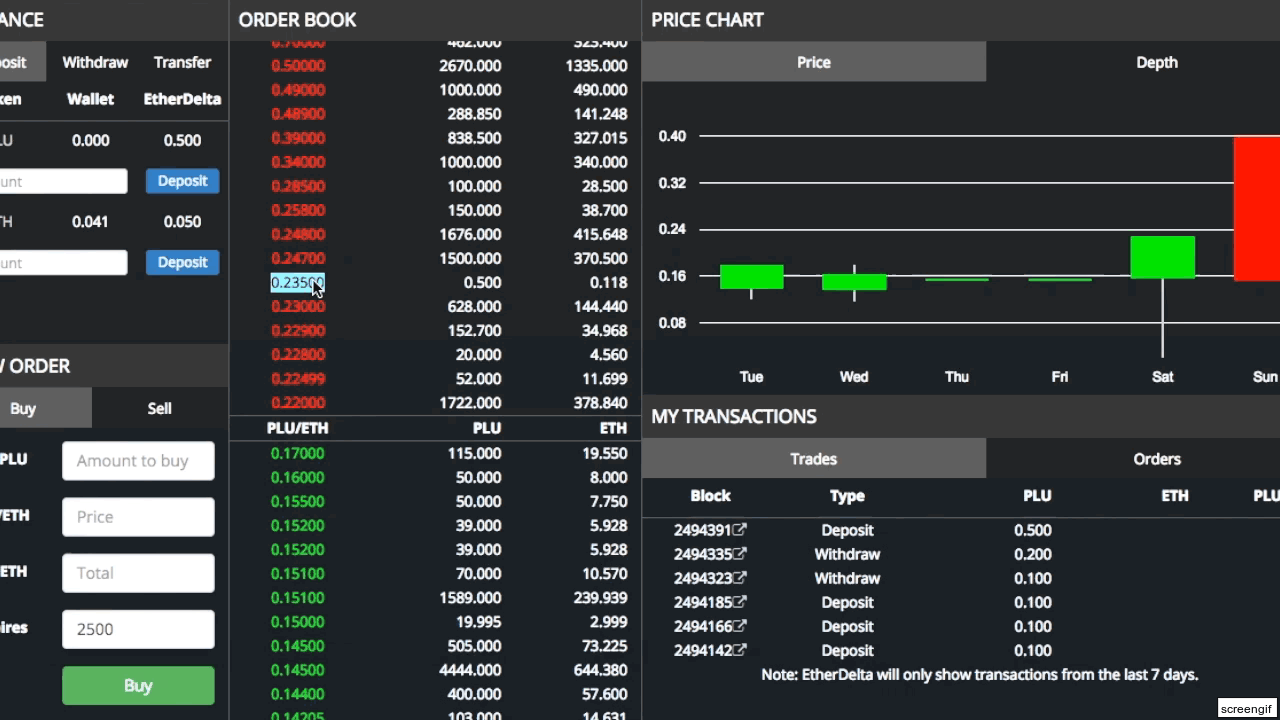 ANCE
osit Withdraw Transfer
ken Wallet EtherDelta
LU 0.000 0.500
unt Deposit
TH 0.041 0.050
unt Deposit
W ORDER
Buy Sell
PLU Amount to buy
/ETH Price
ETH Total
ires 2500
Buy
ORDER BOOK
0.70000 462.000 323.400
0.50000 2670.000 1335.000
0.49000 1000.000 490.000
0.48900 288.850 141.248
0.39000 838.500 327.015
0.34000 1000.000 340.000
0.28500 100.000 28.500
0.25800 150.000 38.700
0.24800 1676.000 415.648
0.24700 1500.000 370.500
0.23500 0.500 0.118
0.23000 628.000 144.440
0.22900 152.700 34.968
0.22800 20.000 4.560
0.22499 52.000 11.699
0.22000 1722.000 378.840
PLU/ETH PLU ETH
0.17000 115.000 19.550
0.16000 50.000 8.000
0.15500 50.000 7.750
0.15200 39.000 5.928
0.15200 39.000 5.928
0.15100 70.000 10.570
0.15100 1589.000 239.939
0.15000 19.995 2.999
0.14500 505.000 73.225
0.14500 4444.000 644.380
0.14400 400.000 57.600
0.14205 103.000 14.631
PRICE CHART
Price Depth
0.40
0.32
0.24
0.16
0.08
Tue Wed Thu Fri Sat Sun
MY TRANSACTIONS
Trades Orders
Block Type PLU ETH PLU
2494391 Deposit 0.500
2494335 Withdraw 0.200
2494323 Withdraw 0.100
2494185 Deposit 0.100
2494166 Deposit 0.100
2494142 Deposit 0.100
Note: EtherDelta will only show transactions from the last 7 days.
screengif